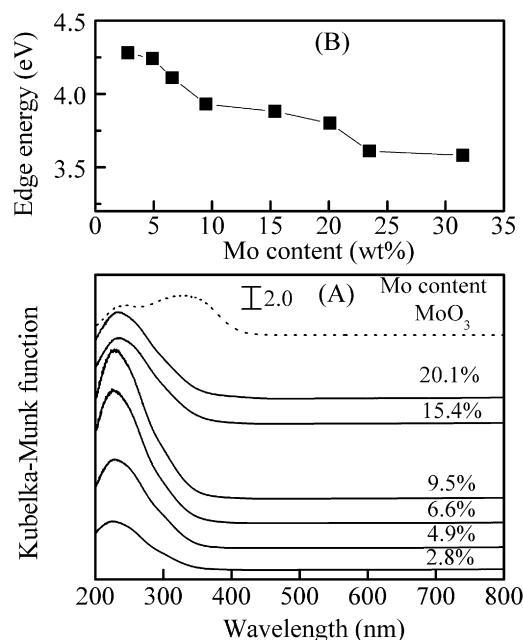 4.5
(B)
4.0
3.5
Edge energy (eV)
0 5 10 15 20 25 30 35
Mo content (wt%)
2.0
(A)
Mo content
MoO₃
20.1%
15.4%
9.5%
6.6%
4.9%
2.8%
Kubelka-Munk function
200 300 400 500 600 700 800
Wavelength (nm)